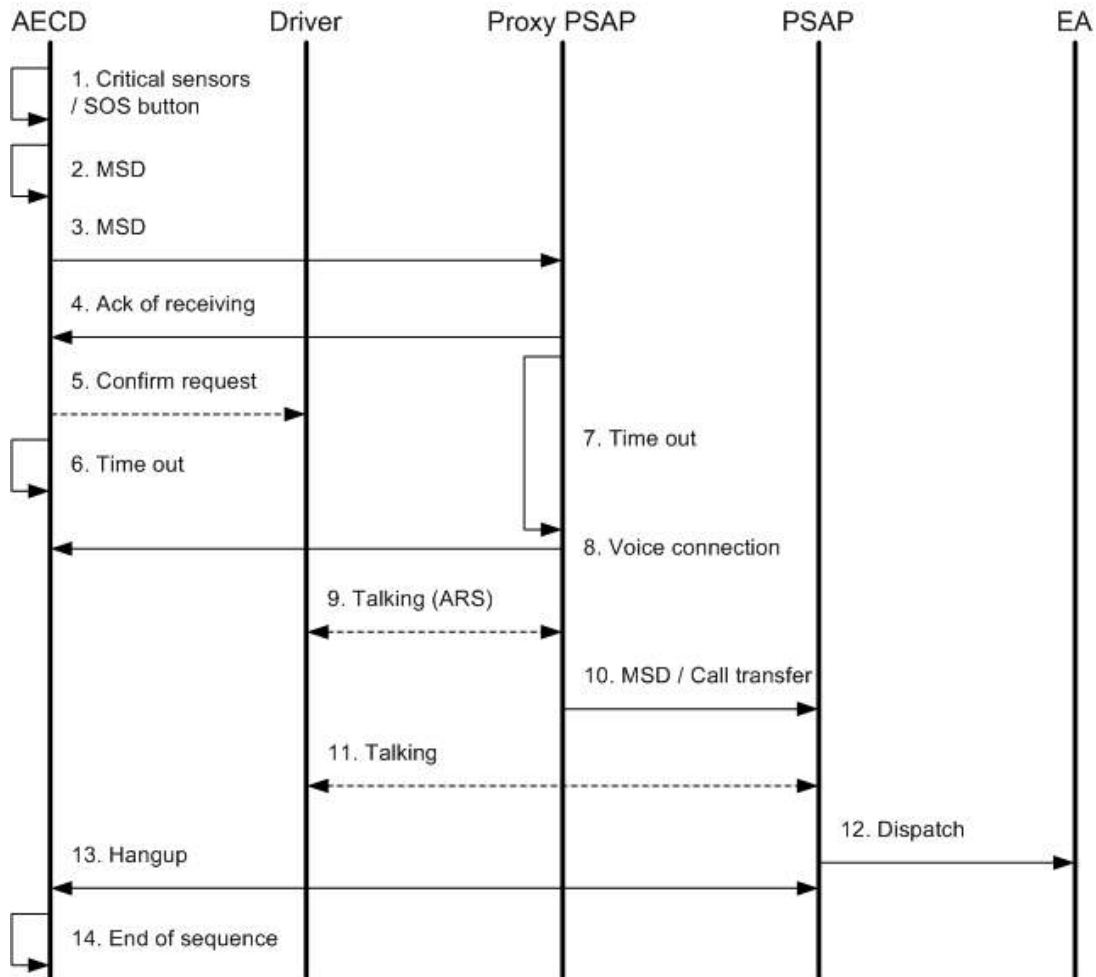 AECD Driver Proxy PSAP PSAP EA
1. Critical sensors
/ SOS button
2. MSD
3. MSD
4. Ack of receiving
5. Confirm request
7. Time out
6. Time out
8. Voice connection
9. Talking (ARS)
10. MSD / Call transfer
11. Talking
12. Dispatch
13. Hangup
14. End of sequence